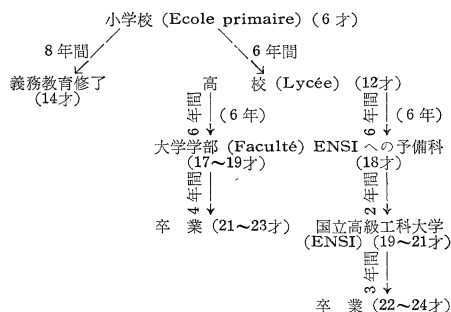 小学校 (Ecole primaire) (6才)
8年間 6年間
義務教育修了 高 校 (Lycée) (12才)
(14才)
6年間 (6年) 6年間 (6年)
大学学部 (Faculté) ENSI への予備科
(17～19才) (18才)
4年間 2年間
卒 業 (21～23才) 国立高級工科大学
(ENSI) (19～21才)
3年間
卒 業 (22～24才)